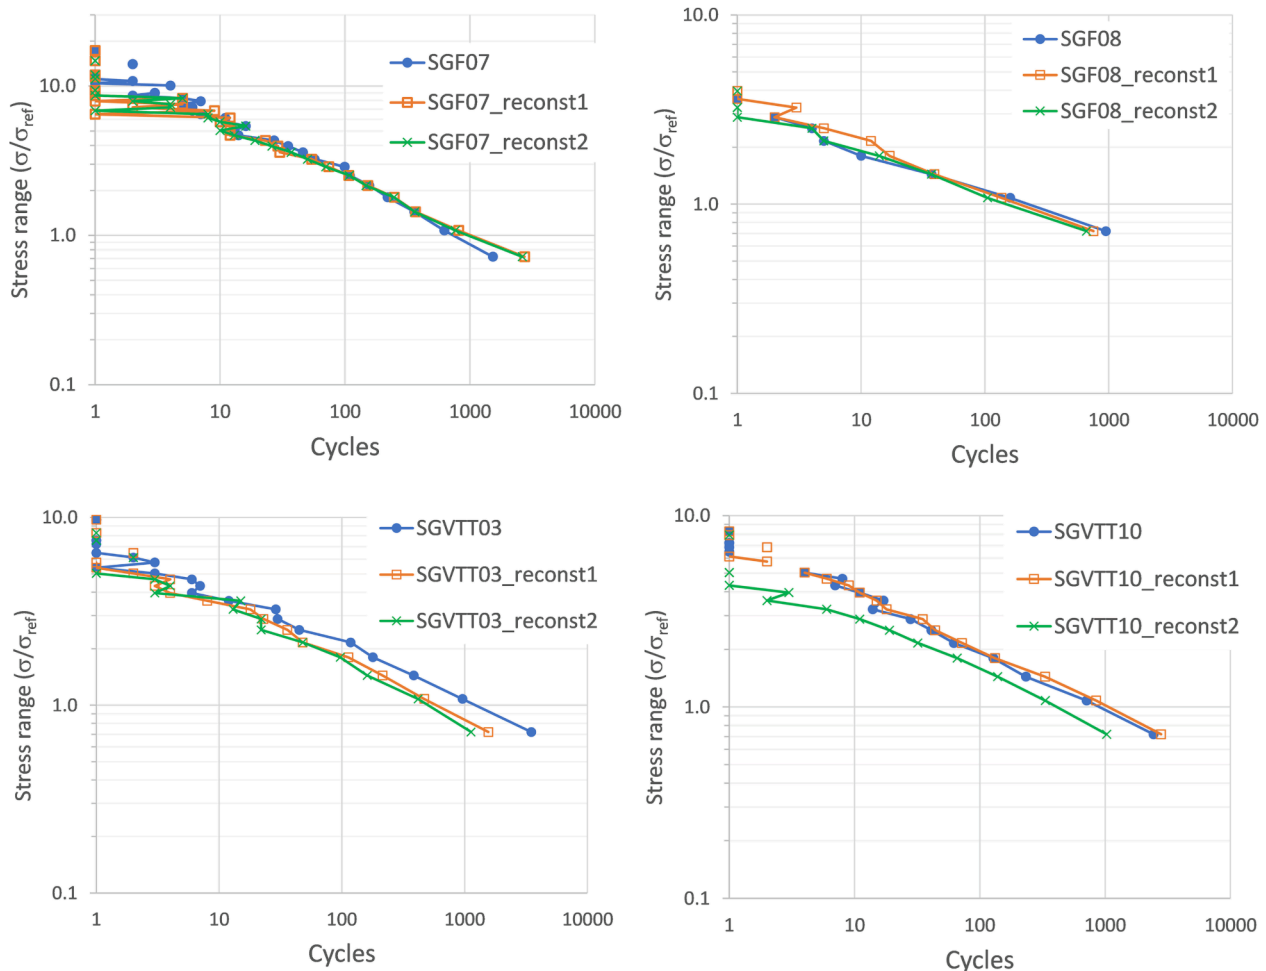 10.0
1.0
0.1
1
10
100
1000
10000
Stress range (σ/σref)
Cycles
SGF07
SGF07_reconst1
SGF07_reconst2
10.0
1.0
0.1
1
10
100
1000
10000
Stress range (σ/σref)
Cycles
SGF08
SGF08_reconst1
SGF08_reconst2
10.0
1.0
0.1
1
10
100
1000
10000
Stress range (σ/σref)
Cycles
SGVTT03
SGVTT03_reconst1
SGVTT03_reconst2
10.0
1.0
0.1
1
10
100
1000
10000
Stress range (σ/σref)
Cycles
SGVTT10
SGVTT10_reconst1
SGVTT10_reconst2